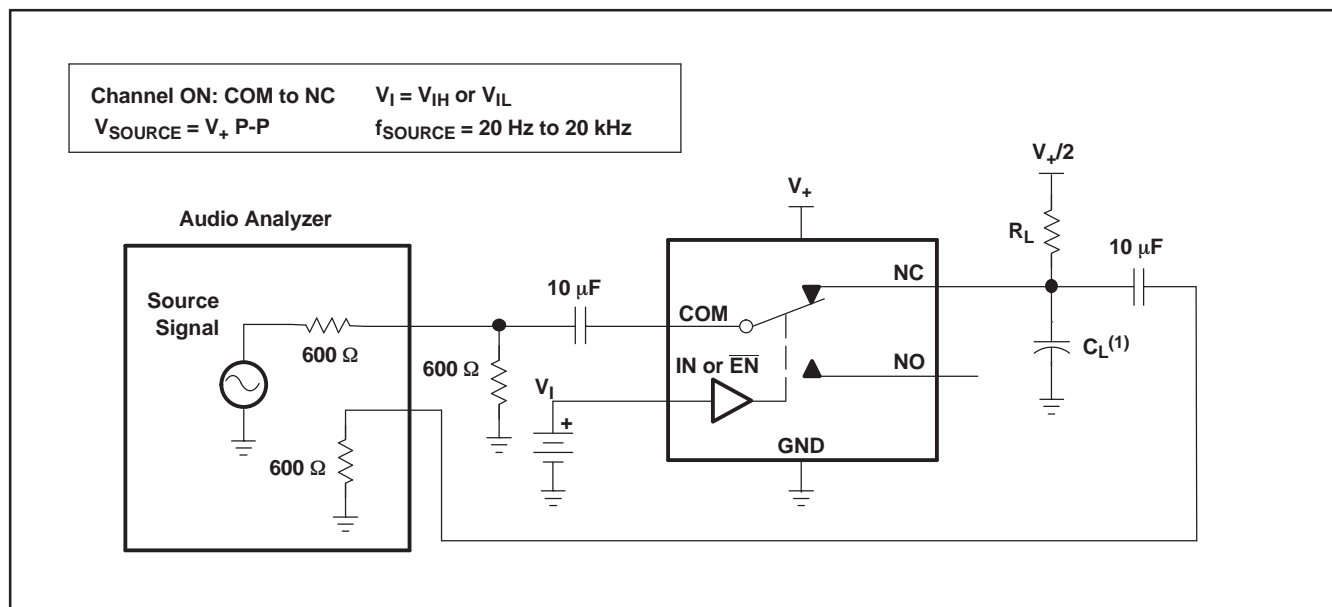 Channel ON: COM to NC
V_I = V_IH or V_IL
V_SOURCE = V_+ P-P
f_SOURCE = 20 Hz to 20 kHz
V_+/2
V_+
Audio Analyzer
R_L
10 μF
NC
Source
Signal
10 μF
COM
600 Ω
600 Ω
IN or E̅N̅
C_L(1)
NO
V_I
+
GND
600 Ω